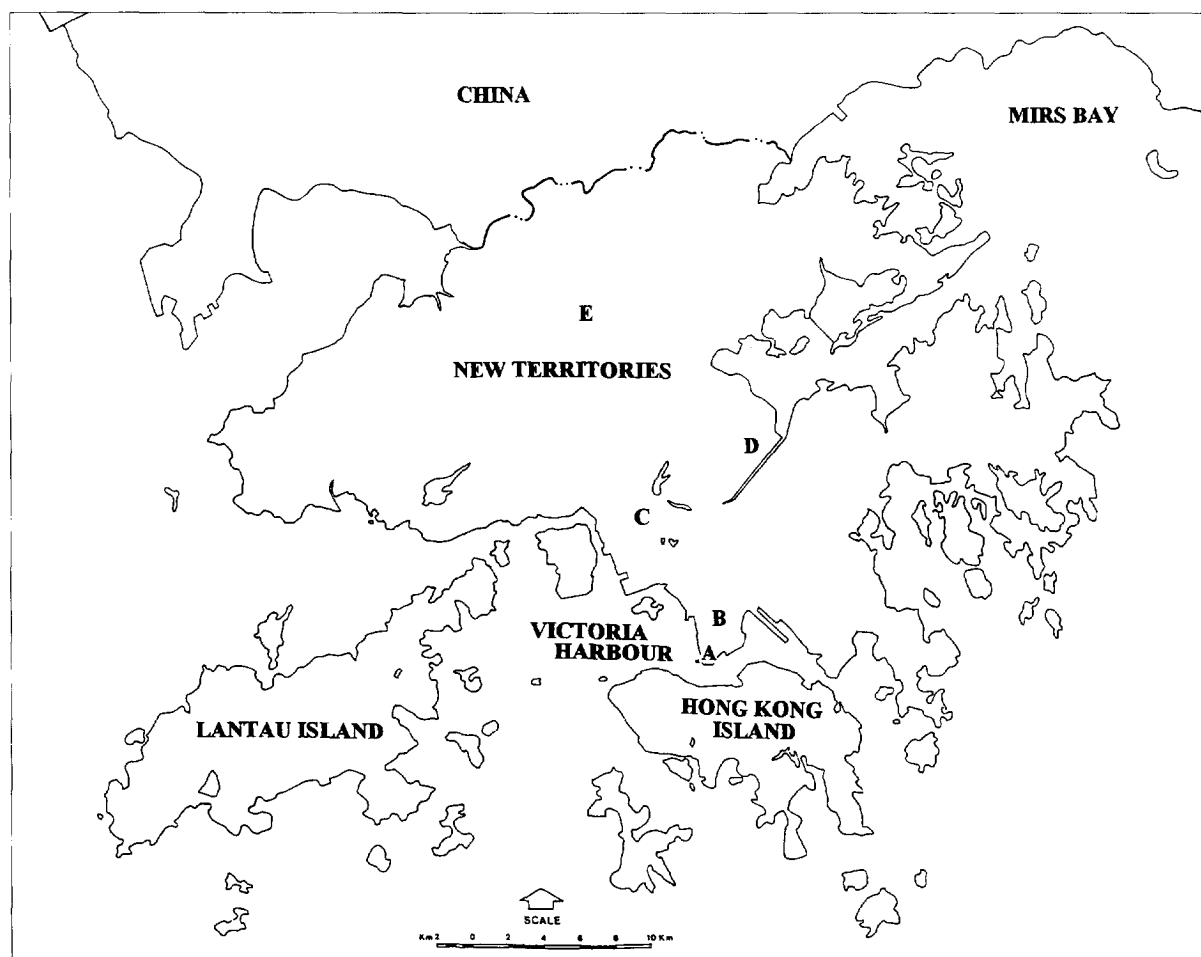 CHINA
MIRS BAY
E
NEW TERRITORIES
D
C
B
VICTORIA
HARBOUR
A
HONG KONG
ISLAND
LANTAU ISLAND
SCALE
Km 2 0 2 4 6 8 10 Km